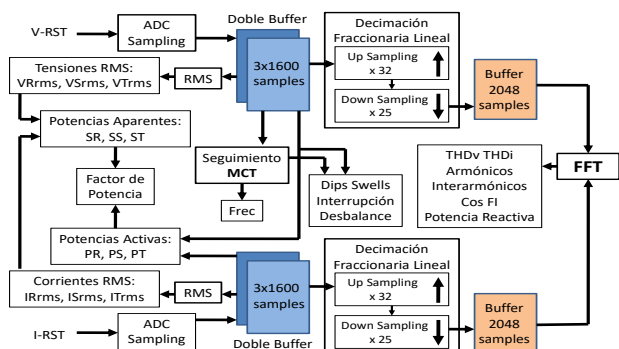 V-RST
ADC
Sampling
Doble Buffer
3x1600
samples
Decimación
Fraccionaria Lineal
Up Sampling
x 32
Down Sampling
x 25
Buffer
2048
samples
Tensiones RMS:
VRrms, VSrms, VTrms
RMS
Potencias Aparentes:
SR, SS, ST
Factor de
Potencia
Seguimiento
MCT
Frec
Dips Swells
Interrupción
Desbalance
THDv THDi
Armónicos
Interarmónicos
Cos FI
Potencia Reactiva
FFT
Potencias Activas:
PR, PS, PT
Corrientes RMS:
IRrms, ISrms, ITrms
RMS
3x1600
samples
Doble Buffer
Decimación
Fraccionaria Lineal
Up Sampling
x 32
Down Sampling
x 25
Buffer
2048
samples
I-RST
ADC
Sampling